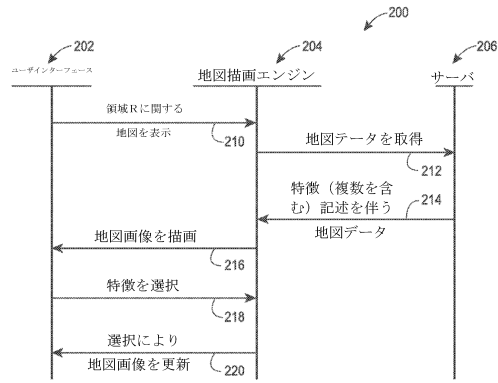 200
202
204
206
ユーザインターフェース
地図描画エンジン
サーバ
領域Rに関する
地図を表示
210
地図データを取得
212
特徴（複数を含
む）記述を伴う
214
地図データ
地図画像を描画
216
特徴を選択
218
選択により
地図画像を更新
220